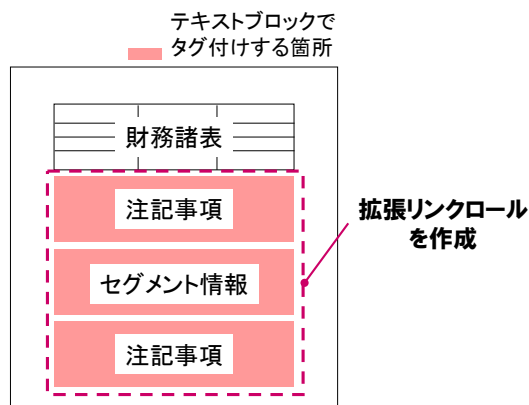 テキストブロックで
タグ付けする箇所
財務諸表
注記事項
拡張リンクロール
を作成
セグメント情報
注記事項